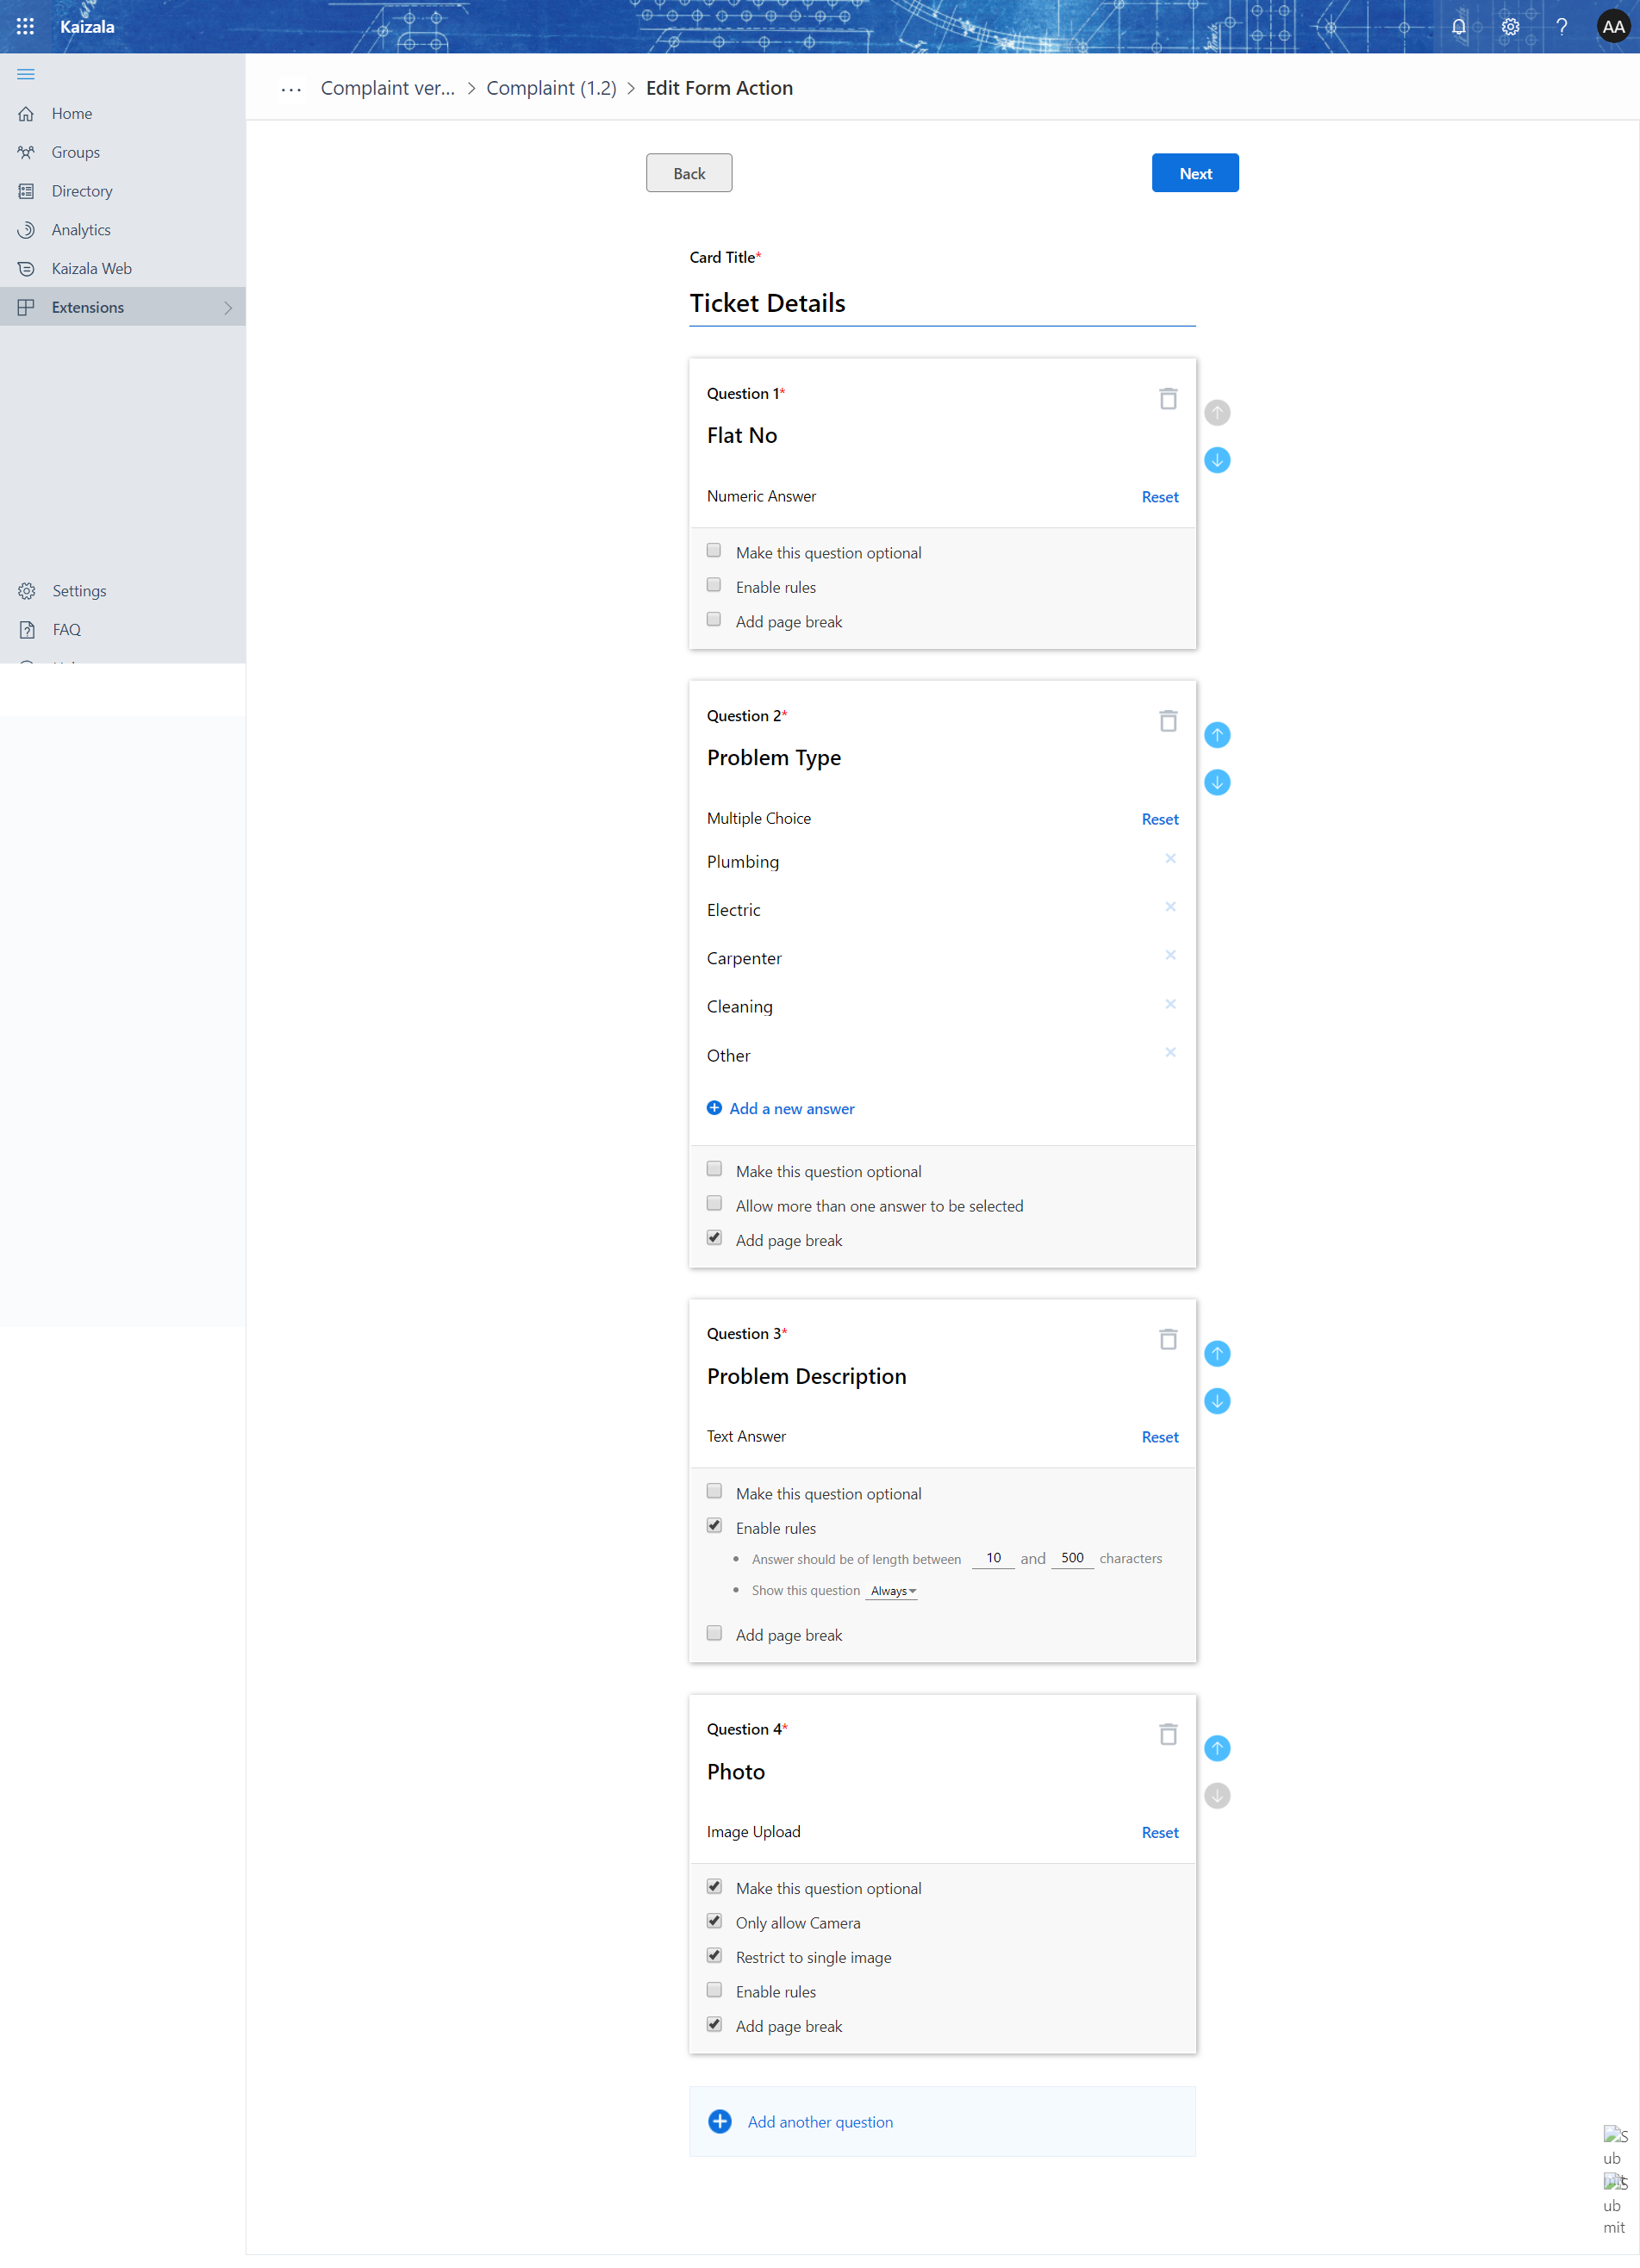 Kaizala
AA
Home
Groups
Directory
Analytics
Kaizala Web
Extensions
Settings
FAQ
... Complaint ver... > Complaint (1.2) > Edit Form Action
Back
Next
Card Title*
Ticket Details
Question 1*
Flat No
Numeric Answer
Reset
Make this question optional
Enable rules
Add page break
Question 2*
Problem Type
Multiple Choice
Reset
Plumbing
Electric
Carpenter
Cleaning
Other
Add a new answer
Make this question optional
Allow more than one answer to be selected
Add page break
Question 3*
Problem Description
Text Answer
Reset
Make this question optional
Enable rules
• Answer should be of length between 10 and 500 characters
• Show this question Always
Add page break
Question 4*
Photo
Image Upload
Reset
Make this question optional
Only allow Camera
Restrict to single image
Enable rules
Add page break
Add another question
S
ub
S
ub
mit